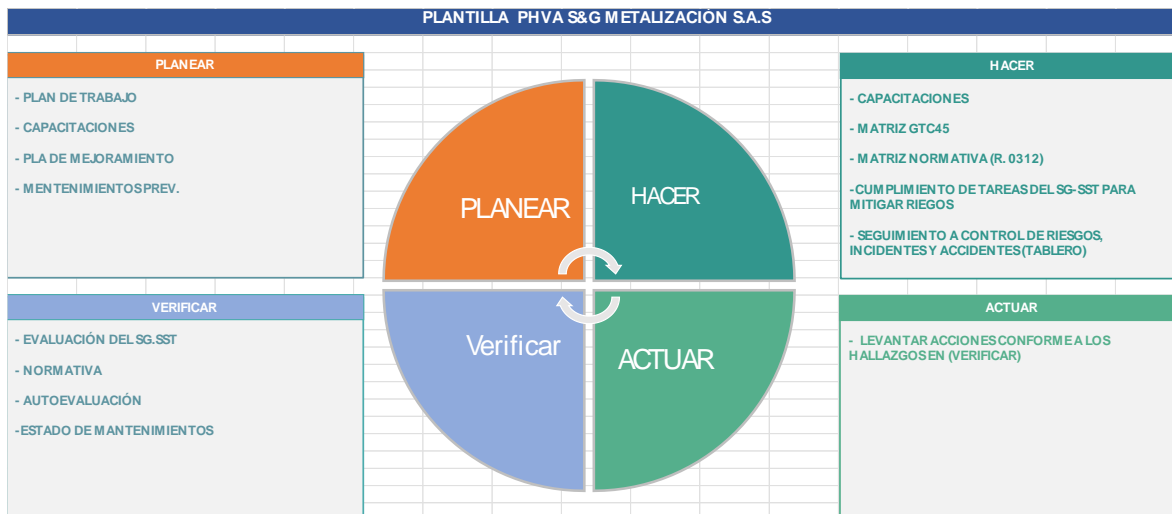 PLANTILLA PHVA S&G METALIZACIÓN S.A.S
PLANEAR
- PLAN DE TRABAJO
- CAPACITACIONES
- PLA DE MEJORAMIENTO
- MENTENIMIENTOS PREV.
HACER
- CAPACITACIONES
- MATRIZ GTC45
- MATRIZ NORMATIVA (R. 0312)
-CUMPLIMIENTO DE TAREAS DEL SG-SST PARA
MITIGAR RIEGOS
- SEGUIMIENTO A CONTROL DE RIESGOS,
INCIDENTES Y ACCIDENTES (TABLERO)
PLANEAR
HACER
Verificar
ACTUAR
VERIFICAR
- EVALUACIÓN DEL SG.SST
- NORMATIVA
- AUTOEVALUACIÓN
-ESTADO DE MANTENIMIENTOS
ACTUAR
- LEVANTAR ACCIONES CONFORME A LOS
HALLAZGOS EN (VERIFICAR)